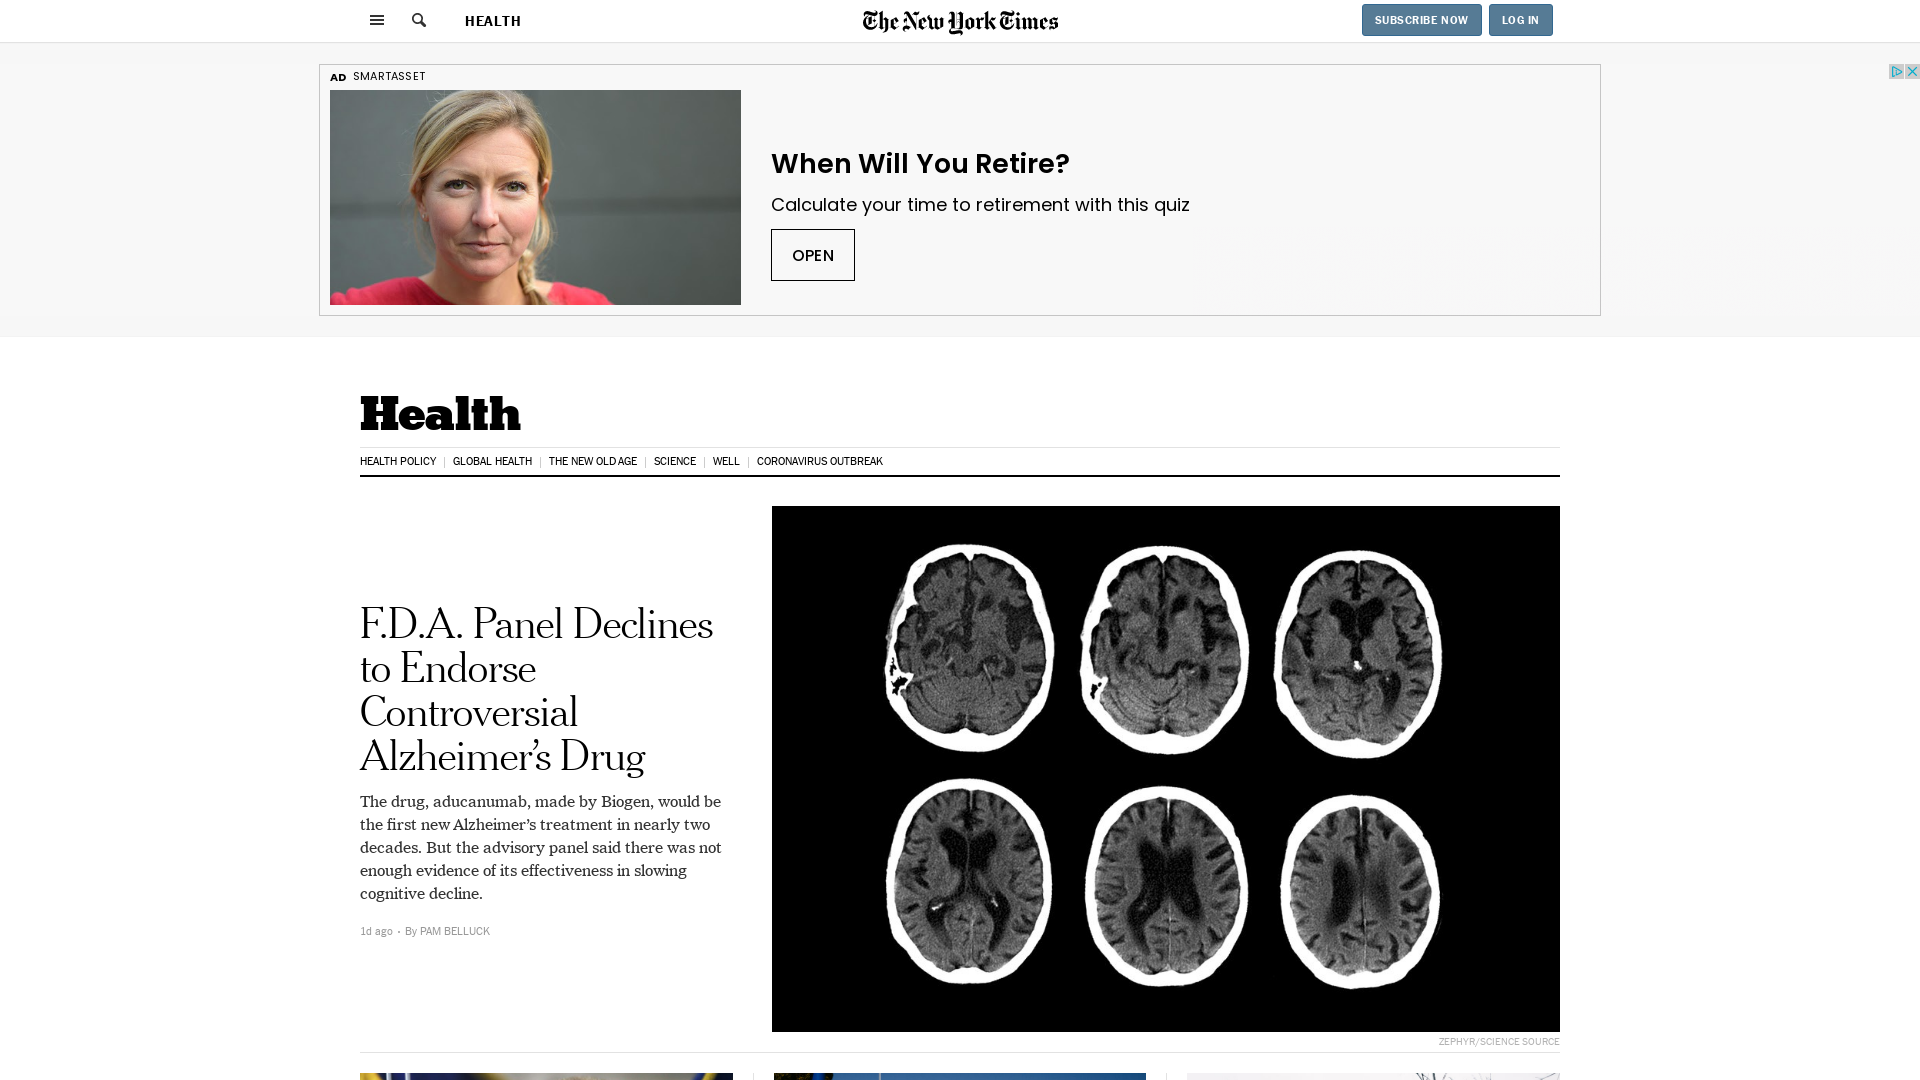 HEALTH
The New York Times
SUBSCRIBE NOW
LOG IN
AD SMARTASSET
When Will You Retire?
Calculate your time to retirement with this quiz
OPEN
Health
HEALTH POLICY
GLOBAL HEALTH
THE NEW OLD AGE
SCIENCE
WELL
CORONAVIRUS OUTBREAK
F.D.A. Panel Declines
to Endorse
Controversial
Alzheimer’s Drug
The drug, aducanumab, made by Biogen, would be
the first new Alzheimer’s treatment in nearly two
decades. But the advisory panel said there was not
enough evidence of its effectiveness in slowing
cognitive decline.
1d ago • By PAM BELLUCK
ZEPHYR/SCIENCE SOURCE